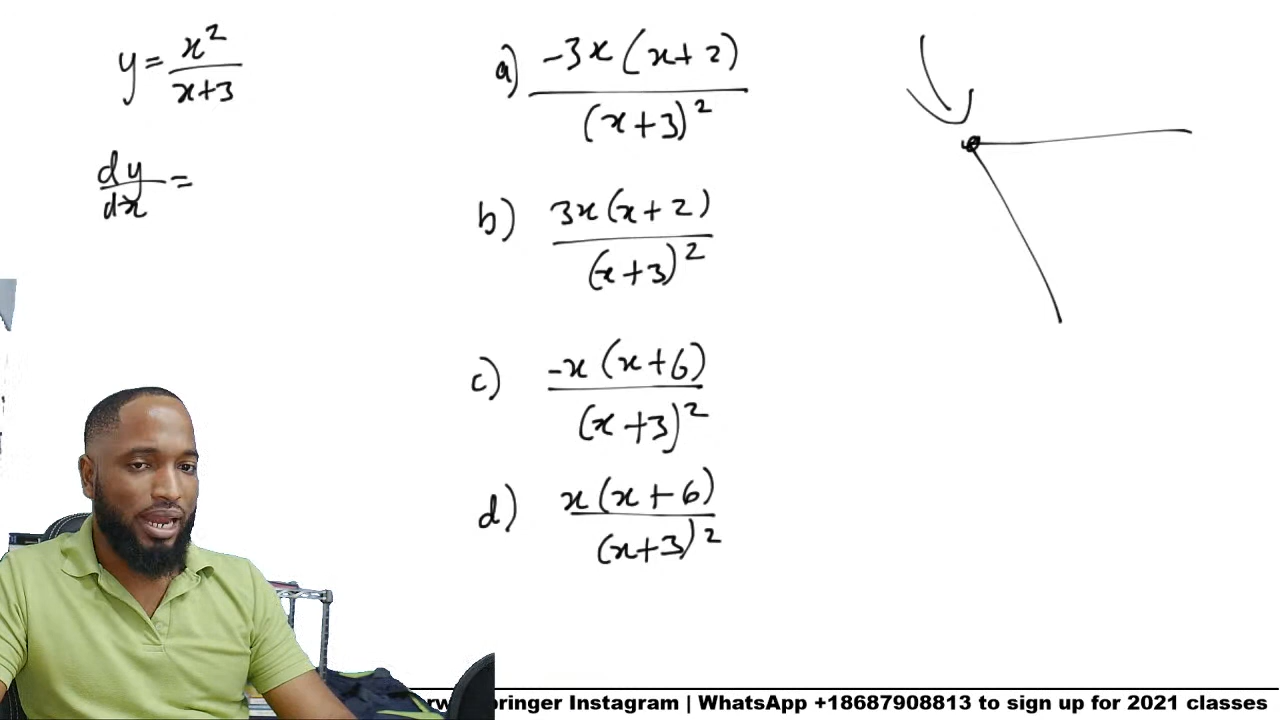 y = x²/(x+3)
dy/dx =
a) -3x(x+2)/(x+3)²
b) 3x(x+2)/(x+3)²
c) -x(x+6)/(x+3)²
d) x(x+6)/(x+3)²
pringer Instagram | WhatsApp +18687908813 to sign up for 2021 classes